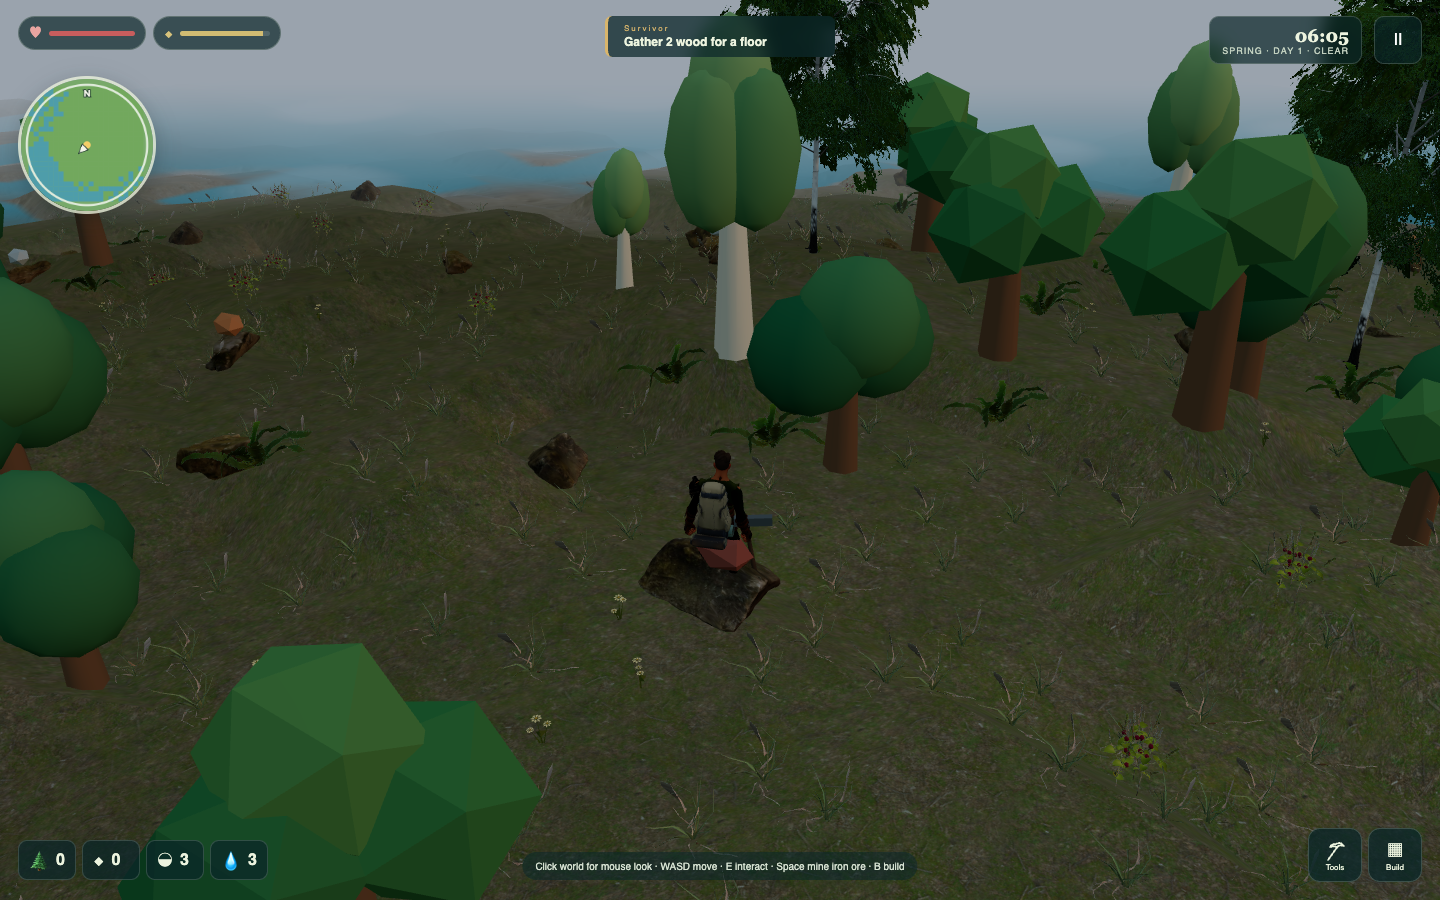 Survivor
Gather 2 wood for a floor
06:05
SPRING · DAY 1 · CLEAR
N
0
0
3
3
Click world for mouse look · WASD move · E interact · Space mine iron ore · B build
Tools
Build